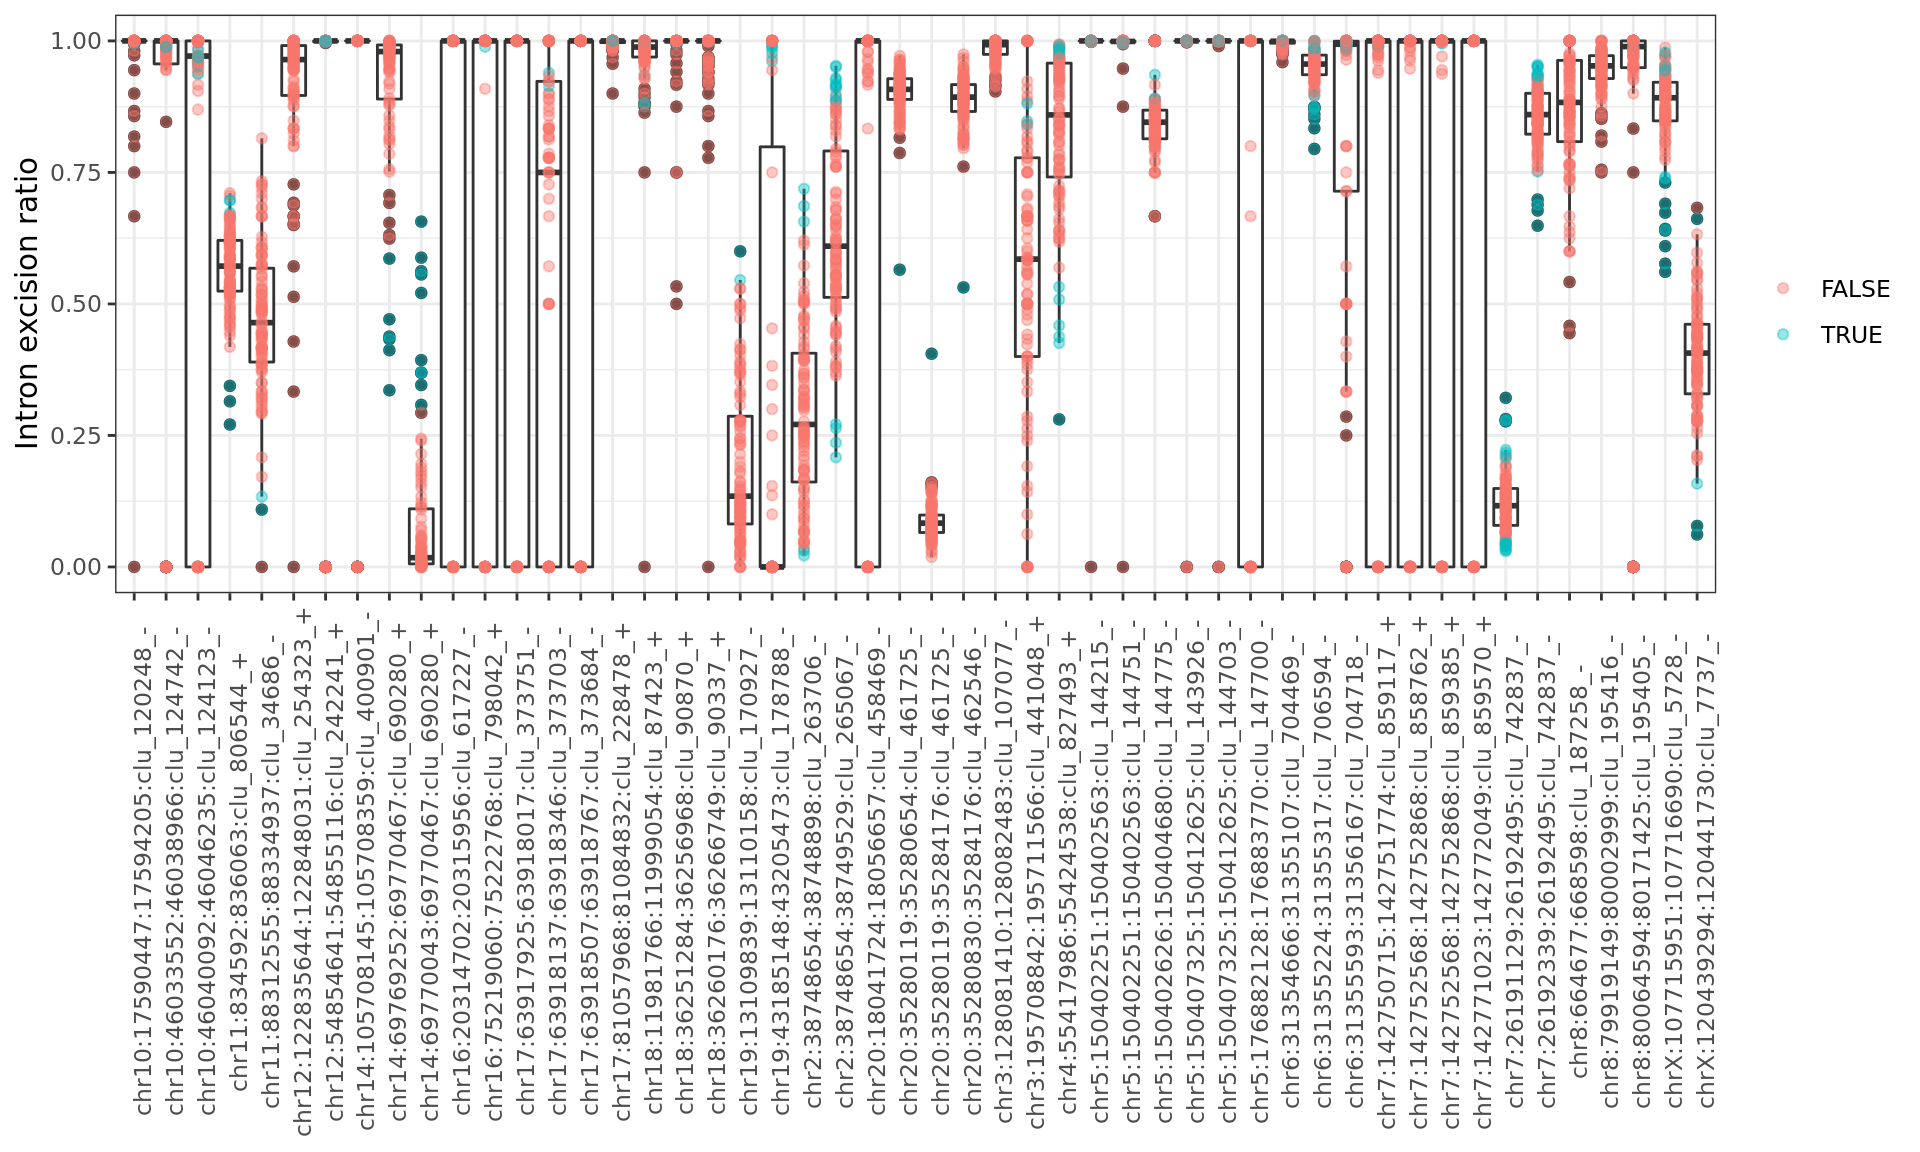 Intron excision ratio
1.00
0.75
0.50
0.25
0.00
chr10:17590447:17594205:clu_120248_-
chr10:46033552:46038966:clu_124742_-
chr10:46040092:46046235:clu_124123_-
chr11:834592:836063:clu_806544_+
chr11:88312555:88334937:clu_34686_-
chr12:122835644:122848031:clu_254323_+
chr12:54854641:54855116:clu_242241_+
chr14:105708145:105708359:clu_400901_-
chr14:69769252:69770467:clu_690280_+
chr14:69770043:69770467:clu_690280_+
chr16:20314702:20315956:clu_617227_-
chr16:75219060:75222768:clu_798042_+
chr17:63917925:63918017:clu_373751_-
chr17:63918137:63918346:clu_373703_-
chr17:63918507:63918767:clu_373684_-
chr17:81057968:81084832:clu_228478_+
chr18:11981766:11999054:clu_87423_+
chr18:36251284:36256968:clu_90870_+
chr18:36260176:36266749:clu_90337_+
chr19:13109839:13110158:clu_170927_-
chr19:43185148:43205473:clu_178788_-
chr2:38748654:38748898:clu_263706_-
chr2:38748654:38749529:clu_265067_-
chr20:18041724:18056657:clu_458469_-
chr20:35280119:35280654:clu_461725_-
chr20:35280119:35284176:clu_461725_-
chr20:35280830:35284176:clu_462546_-
chr3:128081410:128082483:clu_107077_-
chr3:195708842:195711566:clu_441048_+
chr4:55417986:55424538:clu_827493_+
chr5:150402251:150402563:clu_144215_-
chr5:150402251:150402563:clu_144751_-
chr5:150402626:150404680:clu_144775_-
chr5:150407325:150412625:clu_143926_-
chr5:150407325:150412625:clu_144703_-
chr5:176882128:176883770:clu_147700_-
chr6:31354666:31355107:clu_704469_-
chr6:31355224:31355317:clu_706594_-
chr6:31355593:31356167:clu_704718_-
chr7:142750715:142751774:clu_859117_+
chr7:142752568:142752868:clu_858762_+
chr7:142752568:142752868:clu_859385_+
chr7:142771023:142772049:clu_859570_+
chr7:26191129:26192495:clu_742837_-
chr7:26192339:26192495:clu_742837_-
chr8:664677:668598:clu_187258_-
chr8:79919149:80002999:clu_195416_-
chr8:80064594:80171425:clu_195405_-
chrX:107715951:107716690:clu_5728_-
chrX:120439294:120441730:clu_7737_-
FALSE
TRUE